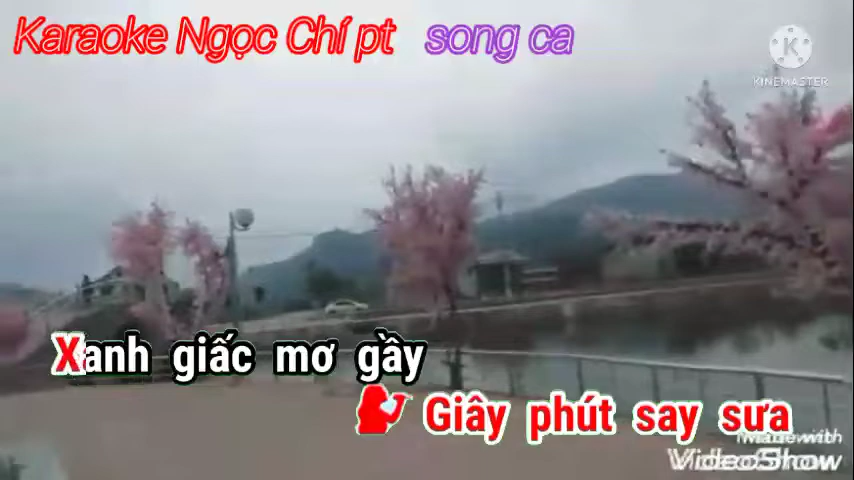 Karaoke Ngọc Chí pt song ca
KINEMASTER
Xanh giấc mơ gầy
Giây phút say sưa
Made with
VideoShow